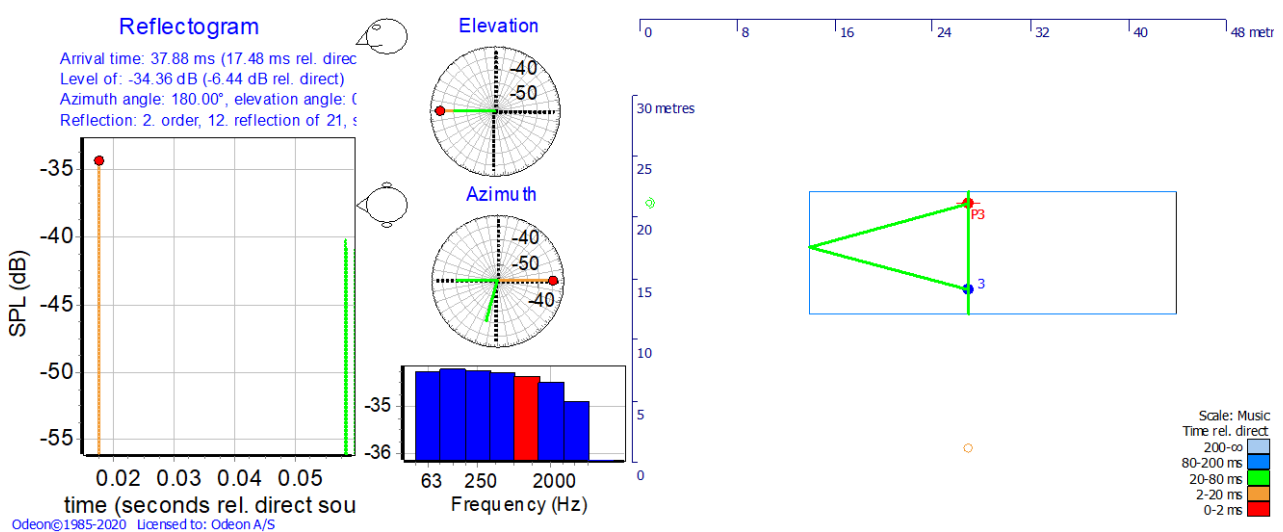 Reflectogram
Arrival time: 37.88 ms (17.48 ms rel. direc
Level of: -34.36 dB (-6.44 dB rel. direct)
Azimuth angle: 180.00°, elevation angle: 0
Reflection: 2. order, 12. reflection of 21, s
SPL (dB)
-35
-40
-45
-50
-55
0.02 0.03 0.04 0.05
time (seconds rel. direct sou
Odeon©1985-2020 Licensed to: Odeon A/S
Elevation
-40
-50
Azimuth
-40
-50
-40
-35
-36
63 250 2000
Frequency (Hz)
0 8 16 24 32 40 48 metr
30 metres
25
20
15
10
5
0
P3
3
Scale: Music
Time rel. direct
200-∞
80-200 ms
20-80 ms
2-20 ms
0-2 ms